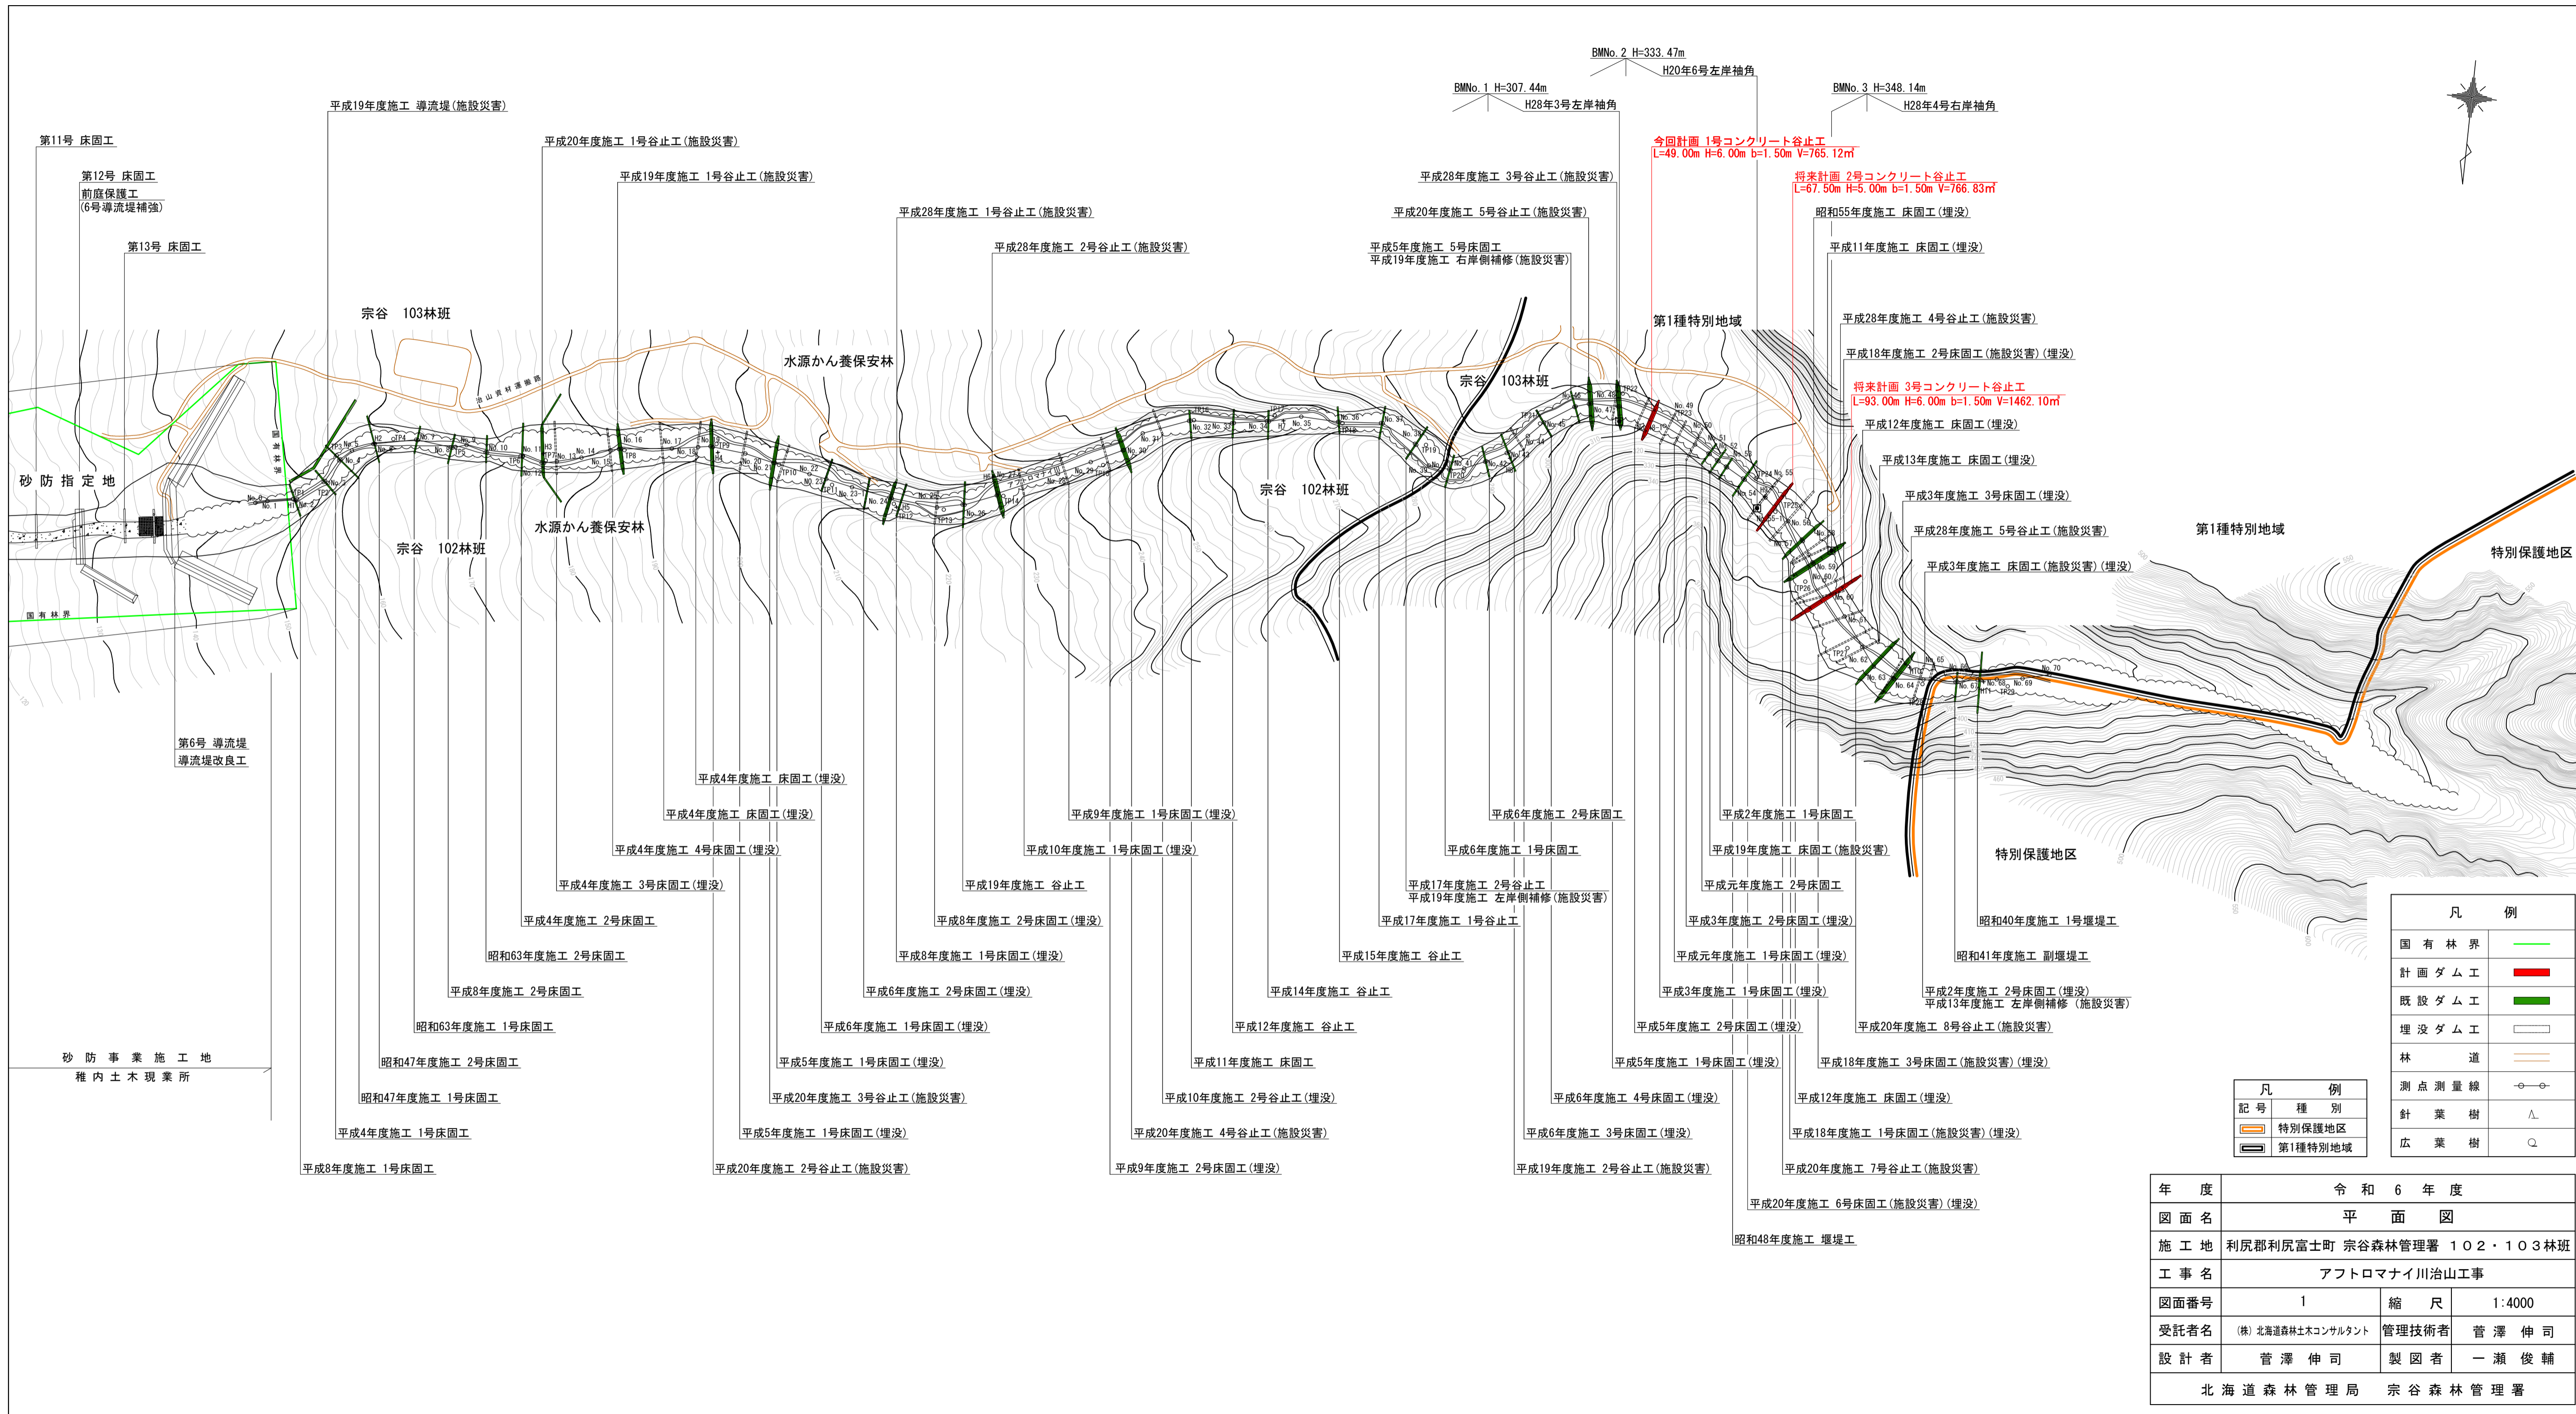 BMNo.2 H=333.47m
H20年6号左岸袖角
BMNo.1 H=307.44m
H28年3号左岸袖角
BMNo.3 H=348.14m
H28年4号右岸袖角
平成19年度施工 導流堤(施設災害)
第11号 床固工
平成20年度施工 1号谷止工(施設災害)
今回計画 1号コンクリート谷止工
L=49.00m H=6.00m b=1.50m V=765.12㎥
第12号 床固工
前庭保護工
(6号導流堤補強)
平成19年度施工 1号谷止工(施設災害)
平成28年度施工 3号谷止工(施設災害)
将来計画 2号コンクリート谷止工
L=67.50m H=5.00m b=1.50m V=766.83㎥
平成28年度施工 1号谷止工(施設災害)
平成20年度施工 5号谷止工(施設災害)
昭和55年度施工 床固工(埋没)
第13号 床固工
平成28年度施工 2号谷止工(施設災害)
平成5年度施工 5号床固工
平成19年度施工 右岸側補修(施設災害)
平成11年度施工 床固工(埋没)
宗谷 103林班
第1種特別地域
平成28年度施工 4号谷止工(施設災害)
水源かん養保安林
平成18年度施工 2号床固工(施設災害)(埋没)
治山資材運搬路
宗谷 103林班
将来計画 3号コンクリート谷止工
L=93.00m H=6.00m b=1.50m V=1462.10㎥
平成12年度施工 床固工(埋没)
国有林界
平成13年度施工 床固工(埋没)
砂防指定地
宗谷 102林班
平成3年度施工 3号床固工(埋没)
水源かん養保安林
平成28年度施工 5号谷止工(施設災害)
第1種特別地域
宗谷 102林班
特別保護地区
平成3年度施工 床固工(施設災害)(埋没)
国有林界
第6号 導流堤
導流堤改良工
平成4年度施工 床固工(埋没)
平成4年度施工 床固工(埋没)
平成9年度施工 1号床固工(埋没)
平成6年度施工 2号床固工
平成2年度施工 1号床固工
平成4年度施工 4号床固工(埋没)
平成10年度施工 1号床固工(埋没)
平成6年度施工 1号床固工
平成19年度施工 床固工(施設災害)
特別保護地区
平成4年度施工 3号床固工(埋没)
平成19年度施工 谷止工
平成17年度施工 2号谷止工
平成19年度施工 左岸側補修(施設災害)
平成元年度施工 2号床固工
平成4年度施工 2号床固工
平成8年度施工 2号床固工(埋没)
平成17年度施工 1号谷止工
平成3年度施工 2号床固工(埋没)
昭和40年度施工 1号堰堤工
昭和63年度施工 2号床固工
平成8年度施工 1号床固工(埋没)
平成15年度施工 谷止工
平成元年度施工 1号床固工(埋没)
昭和41年度施工 副堰堤工
平成8年度施工 2号床固工
平成6年度施工 2号床固工(埋没)
平成14年度施工 谷止工
平成3年度施工 1号床固工(埋没)
平成2年度施工 2号床固工(埋没)
平成13年度施工 左岸側補修(施設災害)
昭和63年度施工 1号床固工
平成6年度施工 1号床固工(埋没)
平成12年度施工 谷止工
平成5年度施工 2号床固工(埋没)
平成20年度施工 8号谷止工(施設災害)
砂防事業施工地
稚内土木現業所
昭和47年度施工 2号床固工
平成5年度施工 1号床固工(埋没)
平成11年度施工 床固工
平成5年度施工 1号床固工(埋没)
平成18年度施工 3号床固工(施設災害)(埋没)
昭和47年度施工 1号床固工
平成20年度施工 3号谷止工(施設災害)
平成10年度施工 2号谷止工(埋没)
平成6年度施工 4号床固工(埋没)
平成12年度施工 床固工(埋没)
平成4年度施工 1号床固工
平成5年度施工 1号床固工(埋没)
平成20年度施工 4号谷止工(施設災害)
平成6年度施工 3号床固工(埋没)
平成18年度施工 1号床固工(施設災害)(埋没)
平成8年度施工 1号床固工
平成20年度施工 2号谷止工(施設災害)
平成9年度施工 2号床固工(埋没)
平成19年度施工 2号谷止工(施設災害)
平成20年度施工 7号谷止工(施設災害)
平成20年度施工 6号床固工(施設災害)(埋没)
昭和48年度施工 堰堤工
凡例
国有林界
計画ダム工
既設ダム工
埋没ダム工
林道
測点測量線
針葉樹
広葉樹
凡例
記号 種別
特別保護地区
第1種特別地域
年度 令和6年度
図面名 平面図
施工地 利尻郡利尻富士町 宗谷森林管理署 102・103林班
工事名 アフトロマナイ川治山工事
図面番号 1 縮尺 1:4000
受託者名 (株)北海道森林土木コンサルタント 管理技術者 菅澤 伸司
設計者 菅澤 伸司 製図者 一瀬 俊輔
北海道森林管理局 宗谷森林管理署